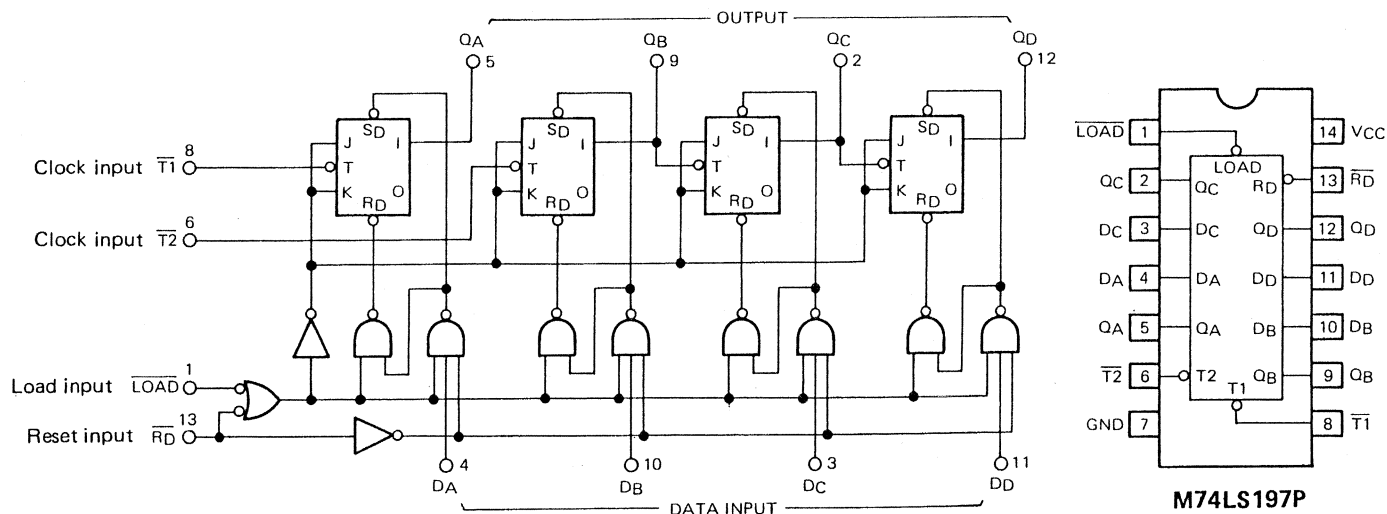 OUTPUT
QA
5
QB
9
QC
2
QD
12
SD
J
T
K
I
O
RD
SD
J
T
K
I
O
RD
SD
J
T
K
I
O
RD
SD
J
T
K
I
O
RD
Clock input T1 8
Clock input T2 6
Load input LOAD 1
Reset input RD 13
4
DA
10
DB
3
DC
11
DD
DATA INPUT
LOAD 1
QC 2
DC 3
DA 4
QA 5
T2 6
GND 7
14 VCC
13 RD
12 QD
11 DD
10 DB
9 QB
8 T1
LOAD
QC RD
DC QD
DA DD
QA DB
T2 QB
T1
M74LS197P